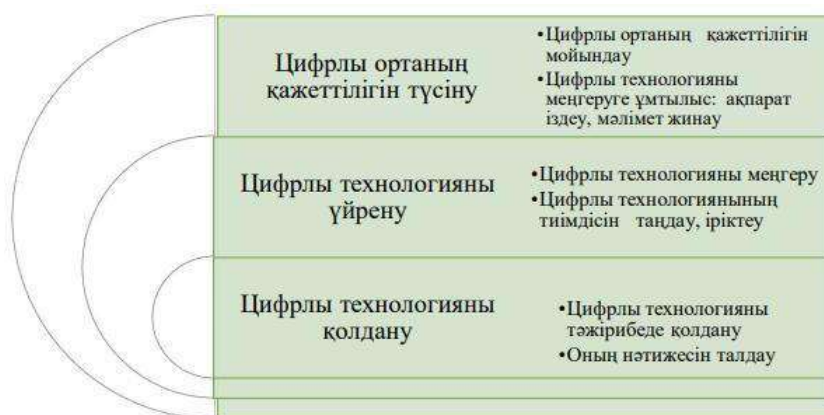 Цифрлы ортаның
қажеттілігін түсіну
•Цифрлы ортаның қажеттілігін
мойындау
•Цифрлы технологияны
меңгеруге ұмтылыс: ақпарат
іздеу, мәлімет жинау
Цифрлы технологияны
үйрену
•Цифрлы технологияны меңгеру
•Цифрлы технологиянының
тиімдісін таңдау, іріктеу
Цифрлы технологияны
қолдану
•Цифрлы технологияны
тәжірибеде қолдану
•Оның нәтижесін талдау